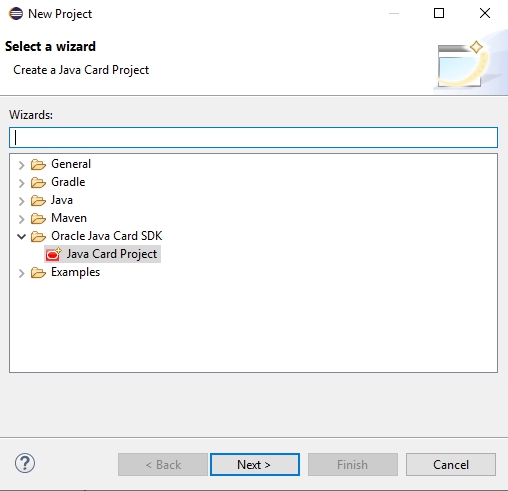 New Project
Select a wizard
Create a Java Card Project
Wizards:
General
Gradle
Java
Maven
Oracle Java Card SDK
Java Card Project
Examples
? < Back Next > Finish Cancel